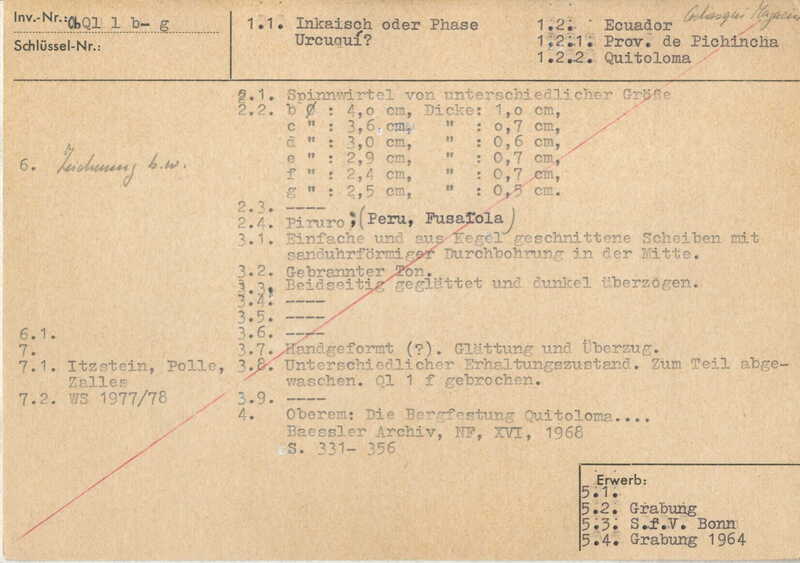 Inv.-Nr.: Ql 1 b- g
Schlüssel-Nr.:
1.1. Inkaisch oder Phase
Urcuquí?
1.2. Ecuador
1.2.1. Prov. de Pichincha
1.2.2. Quitoloma
2.1. Spinnwirtel von unterschiedlicher Größe
2.2. b Ø : 4,o cm, Dicke: 1,o cm,
c " : 3,6 cm, " : o,7 cm,
d " : 3,0 cm, " : 0,6 cm,
e " : 2,9 cm, " : o,7 cm,
f " : 2,4 cm, " : 0,7 cm,
g " : 2,5 cm, " : 0,5 cm.
6. Zeichnung b.w.
2.3. ----
2.4. Piruro ; (Peru, Fusaiola)
3.1. Einfache und aus Kegel geschnittene Scheiben mit
sanduhrförmiger Durchbohrung in der Mitte.
3.2. Gebrannter Ton.
3.3. Beidseitig geglättet und dunkel überzogen.
3.4. ----
3.5. ----
6.1.
3.6. ----
7.
3.7. Handgeformt (?). Glättung und Überzug.
7.1. Itzstein, Polle,
Zalles
3.8. Unterschiedlicher Erhaltungszustand. Zum Teil abge-
waschen. Ql 1 f gebrochen.
7.2. WS 1977/78
3.9. ----
4. Oberem: Die Bergfestung Quitoloma....
Baessler Archiv, NF, XVI, 1968
S. 331- 356
Erwerb:
5.1.
5.2. Grabung
5.3. S.f.V. Bonn
5.4. Grabung 1964